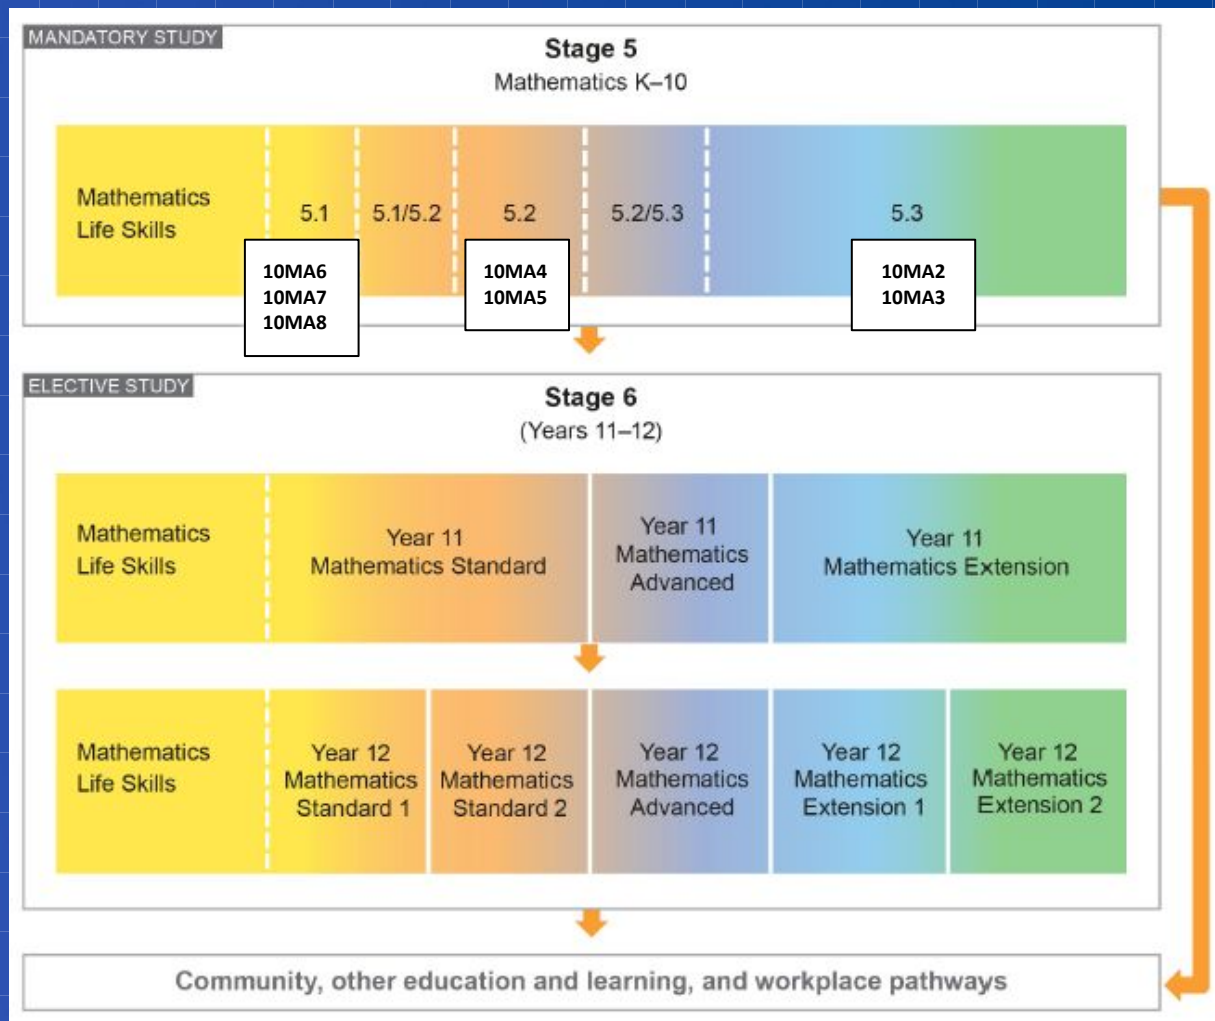 MANDATORY STUDY
Stage 5
Mathematics K–10
Mathematics
Life Skills
5.1
5.1/5.2
5.2
5.2/5.3
5.3
10MA6
10MA7
10MA8
10MA4
10MA5
10MA2
10MA3
ELECTIVE STUDY
Stage 6
(Years 11–12)
Mathematics
Life Skills
Year 11
Mathematics Standard
Year 11
Mathematics
Advanced
Year 11
Mathematics Extension
Mathematics
Life Skills
Year 12
Mathematics
Standard 1
Year 12
Mathematics
Standard 2
Year 12
Mathematics
Advanced
Year 12
Mathematics
Extension 1
Year 12
Mathematics
Extension 2
Community, other education and learning, and workplace pathways